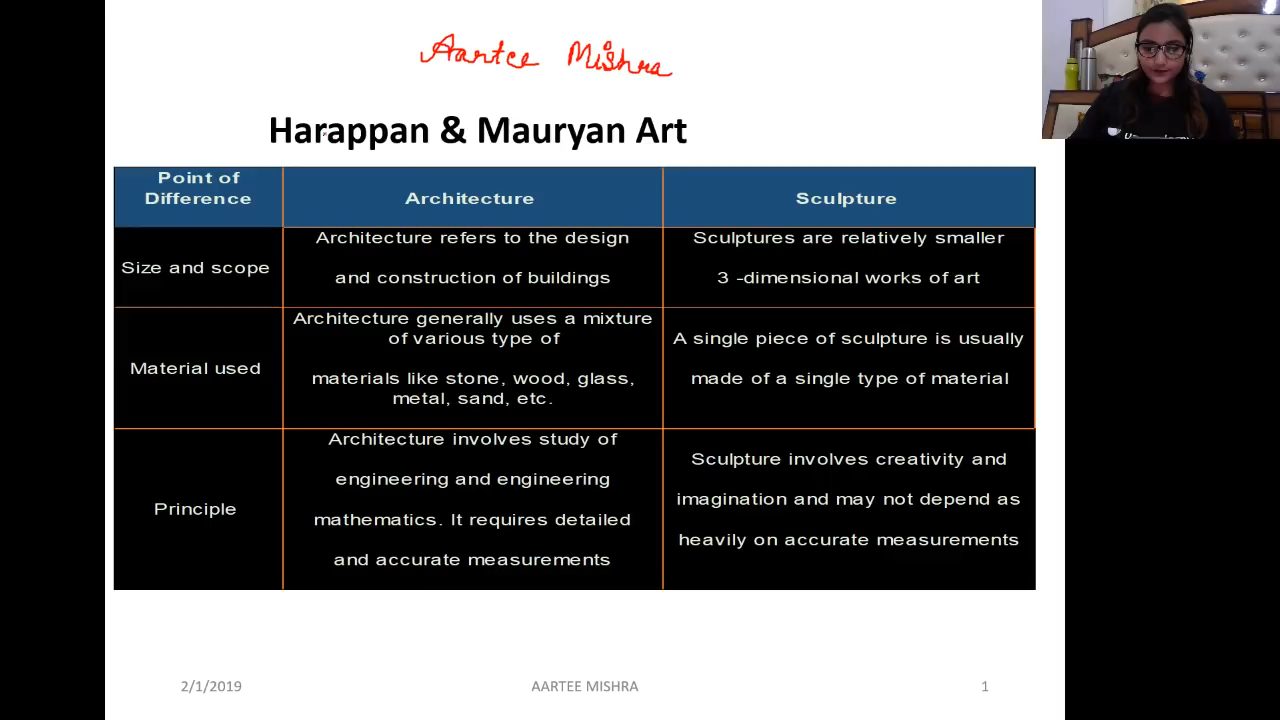 Aartee Mishra
Harappan & Mauryan Art
Point of
Difference
Architecture
Sculpture
Size and scope
Architecture refers to the design
and construction of buildings
Sculptures are relatively smaller
3 -dimensional works of art
Material used
Architecture generally uses a mixture
of various type of
materials like stone, wood, glass,
metal, sand, etc.
A single piece of sculpture is usually
made of a single type of material
Principle
Architecture involves study of
engineering and engineering
mathematics. It requires detailed
and accurate measurements
Sculpture involves creativity and
imagination and may not depend as
heavily on accurate measurements
2/1/2019
AARTEE MISHRA
1